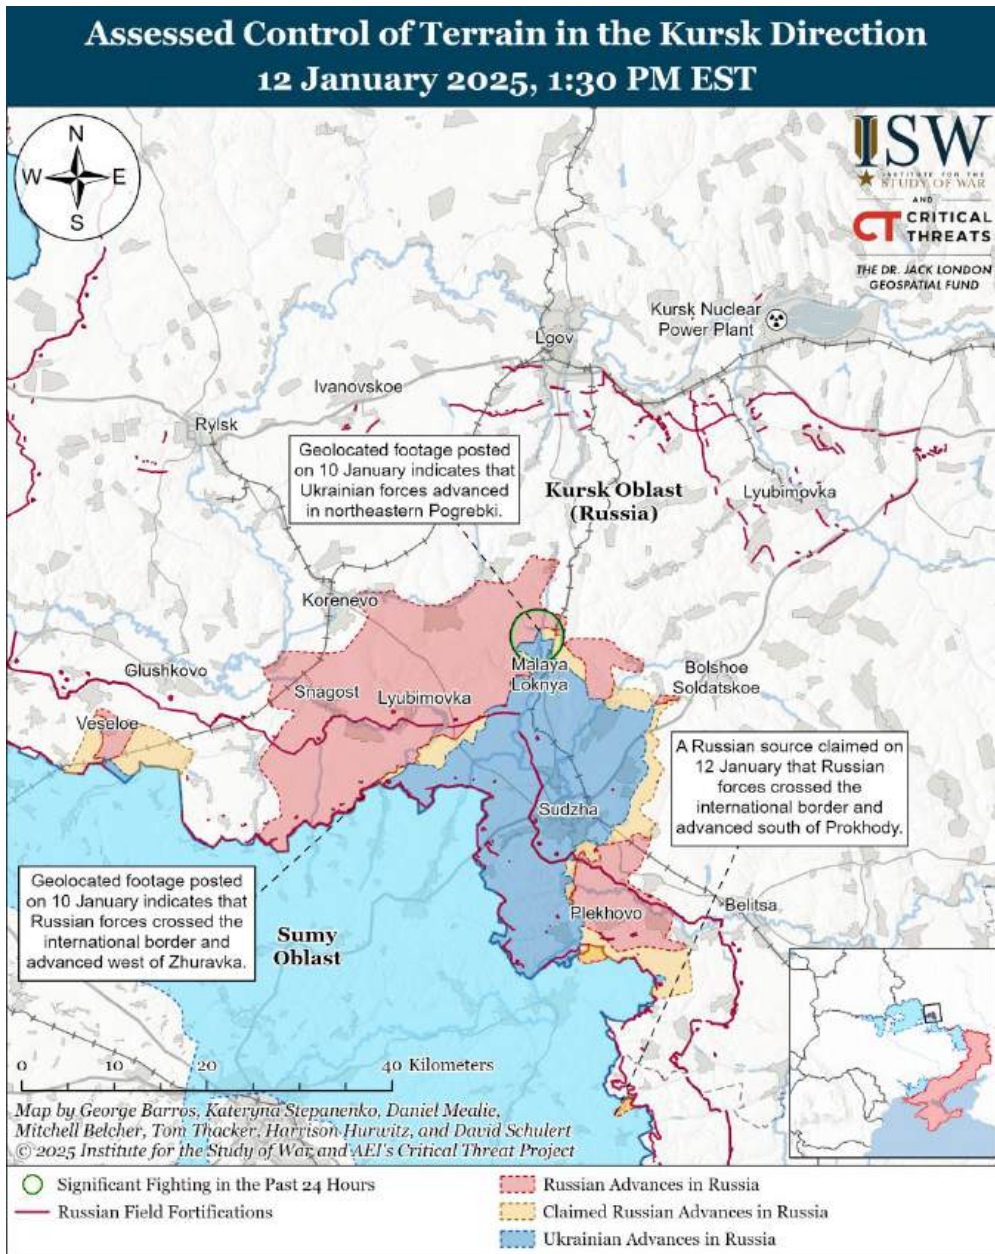 Assessed Control of Terrain in the Kursk Direction
12 January 2025, 1:30 PM EST
N
W
E
S
ISW
INSTITUTE FOR THE
STUDY OF WAR
AND
CT CRITICAL
THREATS
THE DR. JACK LONDON
GEOSPATIAL FUND
Kursk Nuclear
Power Plant
Lgov
Ivanovskoe
Rylsk
Geolocated footage posted
on 10 January indicates that
Ukrainian forces advanced
in northeastern Pogrebki.
Kursk Oblast
(Russia)
Lyubimovka
Korenevo
Glushkovo
Malaya
Loknya
Bolshoe
Soldatskoe
Snagost
Lyubimovka
Veseloe
A Russian source claimed on
12 January that Russian
forces crossed the
international border and
advanced south of Prokhody.
Sudzha
Geolocated footage posted
on 10 January indicates that
Russian forces crossed the
international border and
advanced west of Zhuravka.
Plekhovo
Belitsa
Sumy
Oblast
0 20 40 Kilometers
Map by George Barros, Kateryna Stepanenko, Daniel Mealie,
Mitchell Belcher, Tom Thacker, Harrison Hurwitz, and David Schulert
© 2025 Institute for the Study of War and AEI's Critical Threat Project
Significant Fighting in the Past 24 Hours
Russian Field Fortifications
Russian Advances in Russia
Claimed Russian Advances in Russia
Ukrainian Advances in Russia